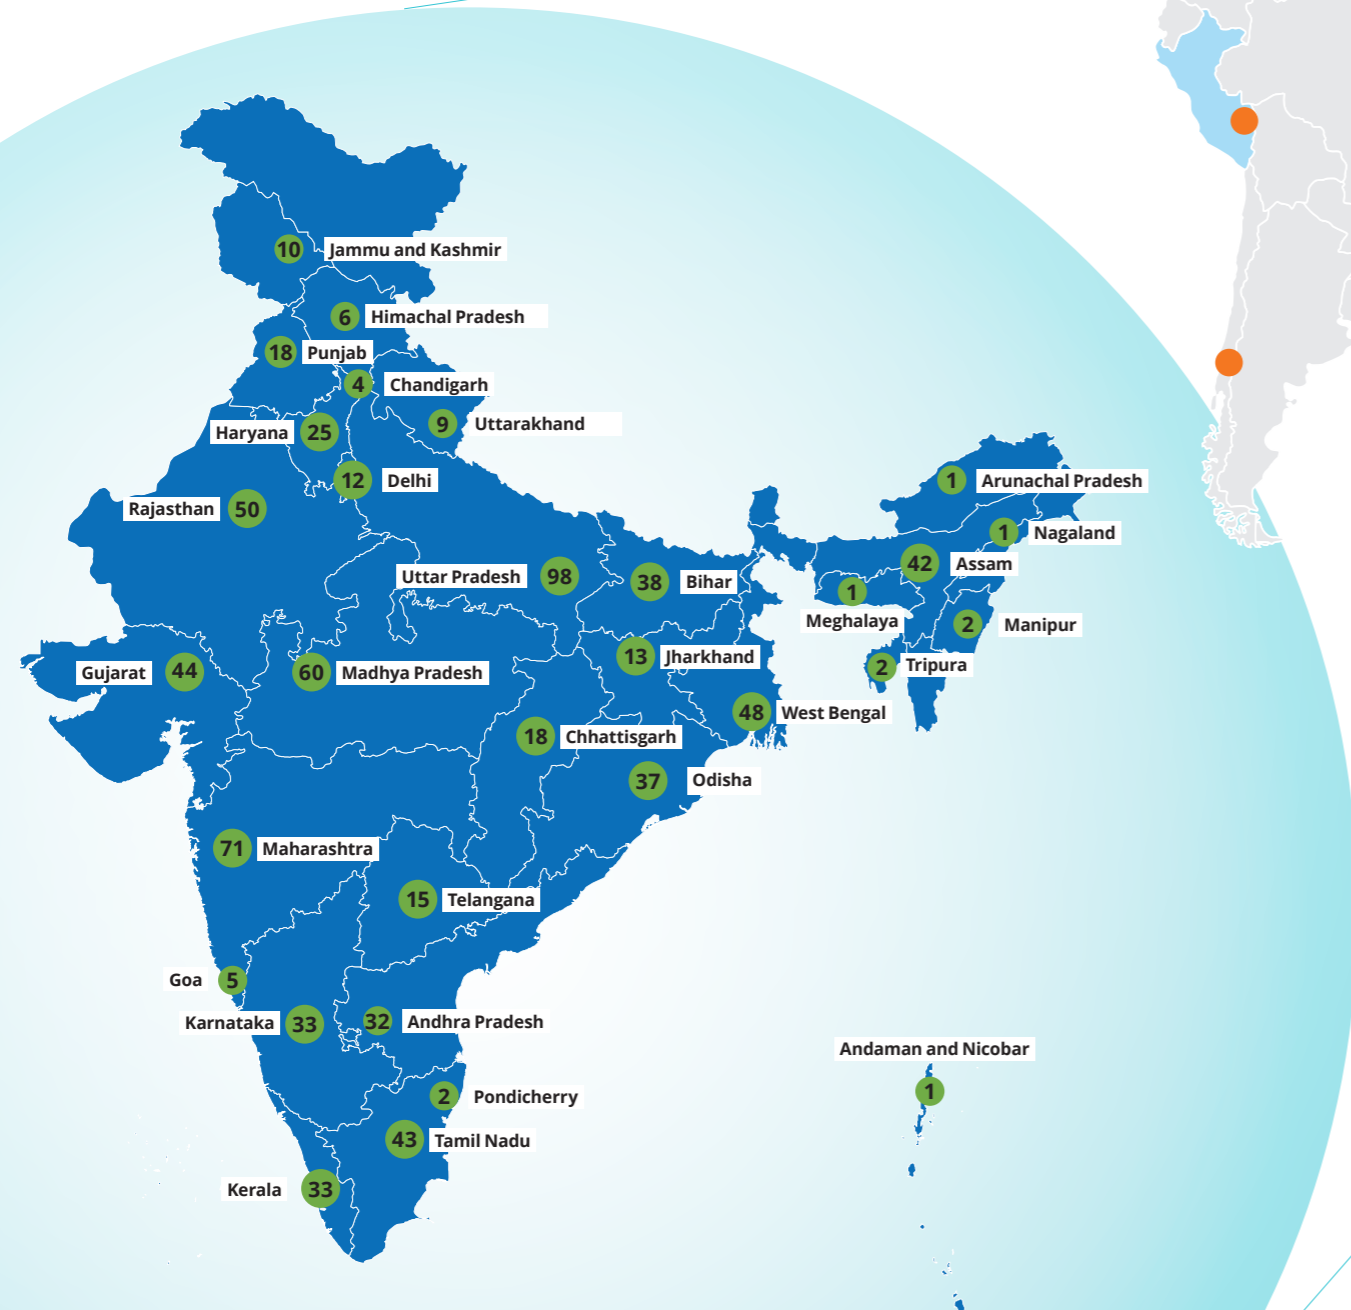 10 Jammu and Kashmir
6 Himachal Pradesh
18 Punjab
4 Chandigarh
9 Uttarakhand
Haryana 25
12 Delhi
1 Arunachal Pradesh
Rajasthan 50
1 Nagaland
42 Assam
Uttar Pradesh 98
38 Bihar
1
Meghalaya
2 Manipur
13 Jharkhand
2 Tripura
Gujarat 44
60 Madhya Pradesh
48 West Bengal
18 Chhattisgarh
37 Odisha
71 Maharashtra
15 Telangana
Goa 5
Karnataka 33
32 Andhra Pradesh
Andaman and Nicobar
1
2 Pondicherry
43 Tamil Nadu
Kerala 33